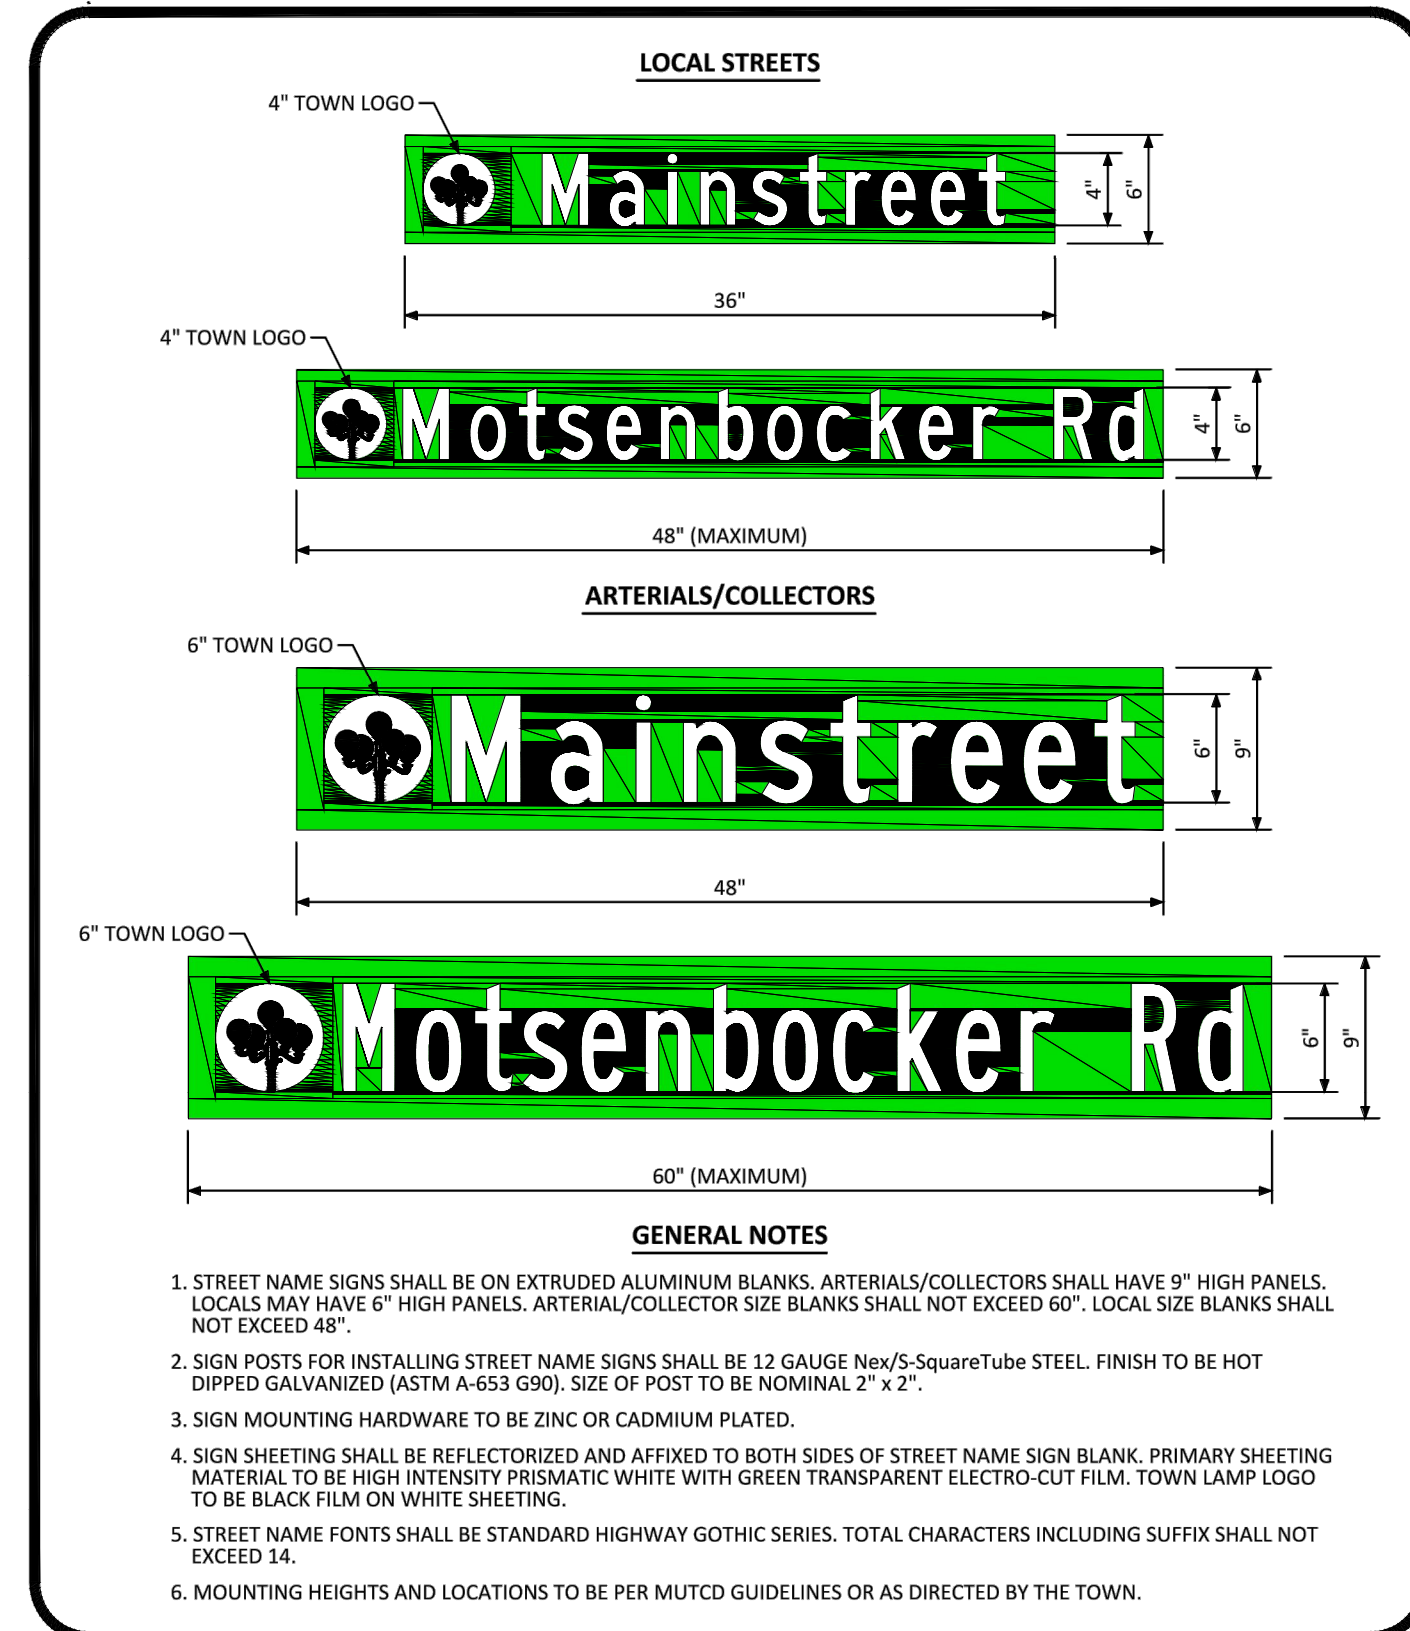 LOCAL STREETS
4" TOWN LOGO
Mainstreet
4"
6"
36"
4" TOWN LOGO
Motsenbocker Rd
4"
6"
48" (MAXIMUM)
ARTERIALS/COLLECTORS
6" TOWN LOGO
Mainstreet
6"
9"
48"
6" TOWN LOGO
Motsenbocker Rd
6"
9"
60" (MAXIMUM)
GENERAL NOTES
1. STREET NAME SIGNS SHALL BE ON EXTRUDED ALUMINUM BLANKS. ARTERIALS/COLLECTORS SHALL HAVE 9" HIGH PANELS.
LOCALS MAY HAVE 6" HIGH PANELS. ARTERIAL/COLLECTOR SIZE BLANKS SHALL NOT EXCEED 60". LOCAL SIZE BLANKS SHALL
NOT EXCEED 48".
2. SIGN POSTS FOR INSTALLING STREET NAME SIGNS SHALL BE 12 GAUGE Nex/S-SquareTube STEEL. FINISH TO BE HOT
DIPPED GALVANIZED (ASTM A-653 G90). SIZE OF POST TO BE NOMINAL 2" x 2".
3. SIGN MOUNTING HARDWARE TO BE ZINC OR CADMIUM PLATED.
4. SIGN SHEETING SHALL BE REFLECTORIZED AND AFFIXED TO BOTH SIDES OF STREET NAME SIGN BLANK. PRIMARY SHEETING
MATERIAL TO BE HIGH INTENSITY PRISMATIC WHITE WITH GREEN TRANSPARENT ELECTRO-CUT FILM. TOWN LAMP LOGO
TO BE BLACK FILM ON WHITE SHEETING.
5. STREET NAME FONTS SHALL BE STANDARD HIGHWAY GOTHIC SERIES. TOTAL CHARACTERS INCLUDING SUFFIX SHALL NOT
EXCEED 14.
6. MOUNTING HEIGHTS AND LOCATIONS TO BE PER MUTCD GUIDELINES OR AS DIRECTED BY THE TOWN.